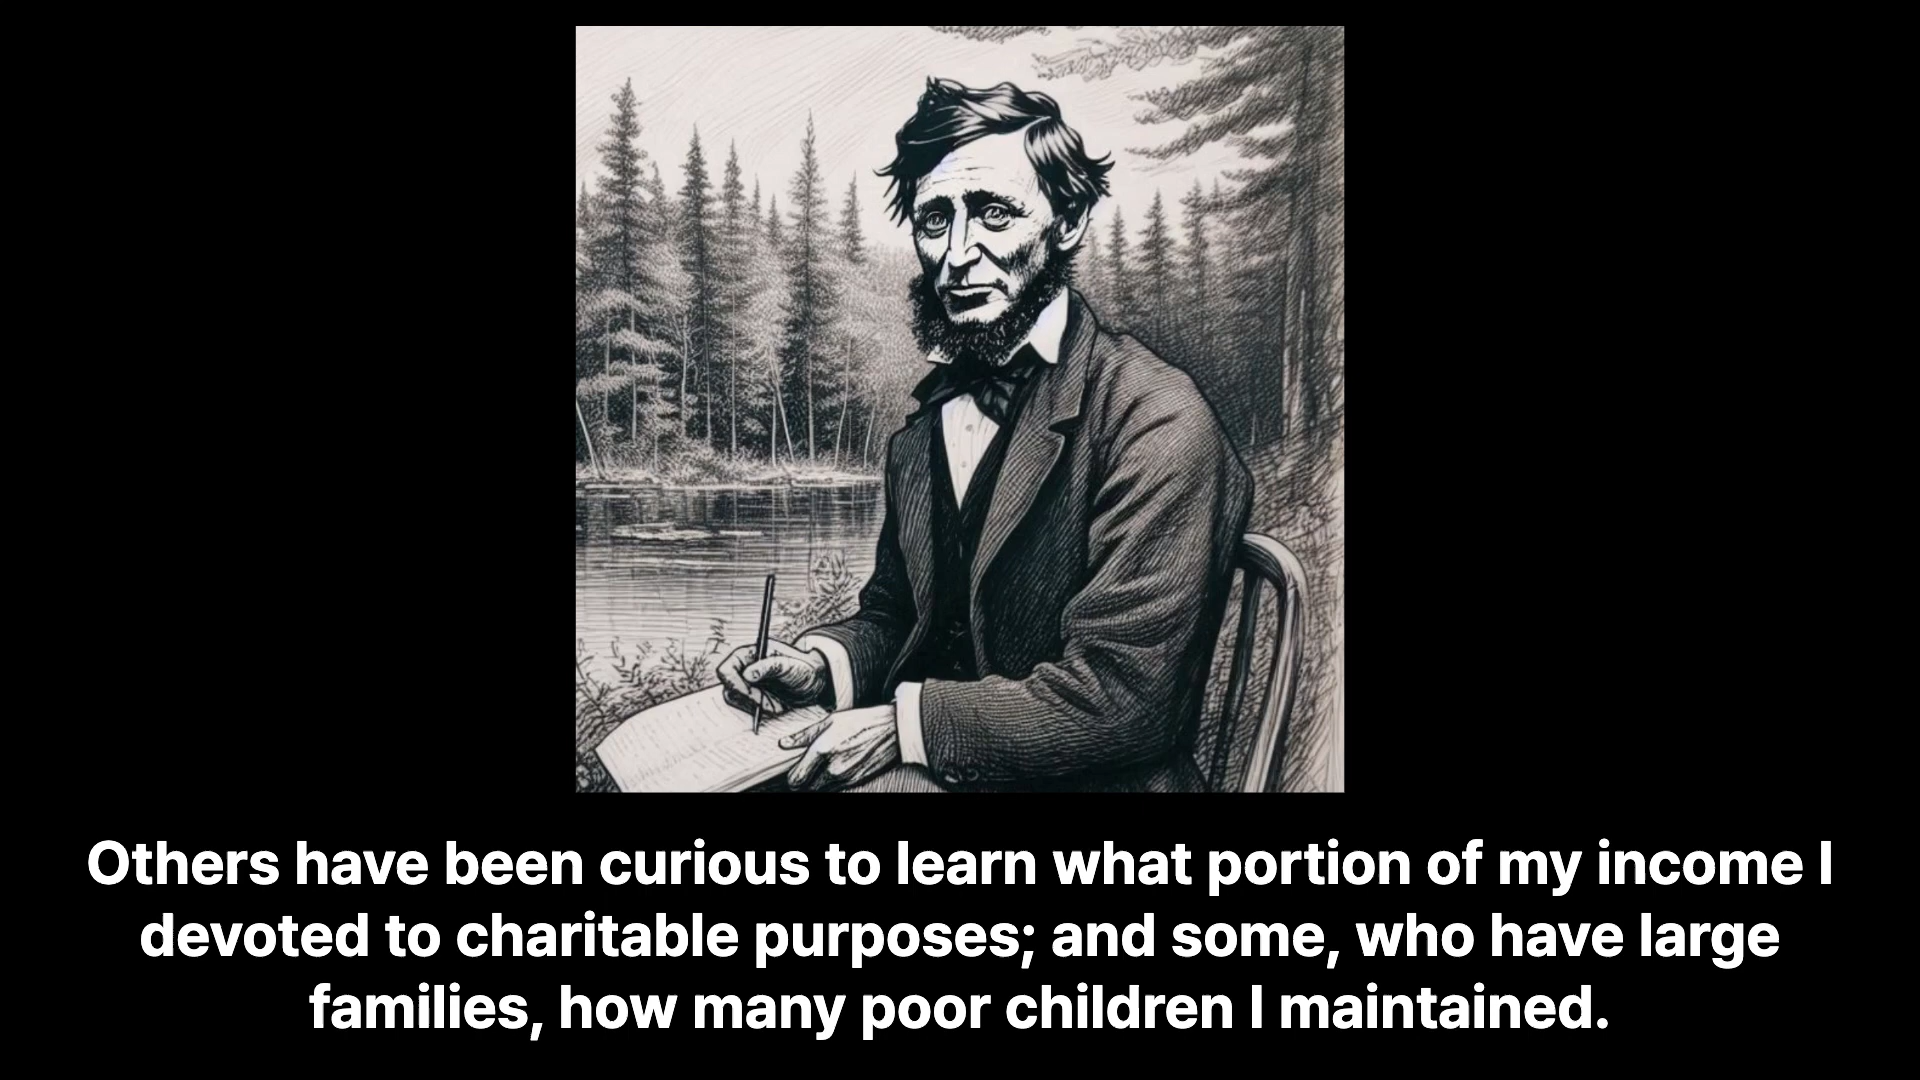 Others have been curious to learn what portion of my income I
devoted to charitable purposes; and some, who have large
families, how many poor children I maintained.